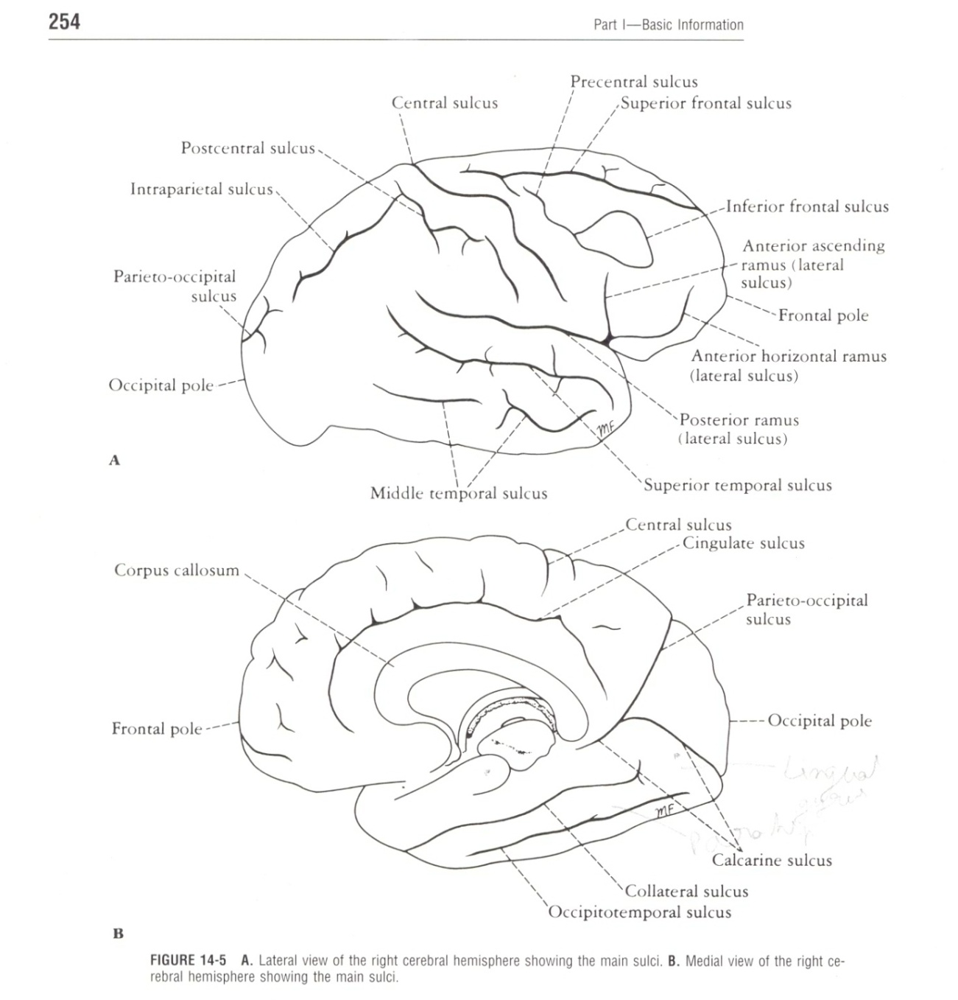 254
Part I—Basic Information
Precentral sulcus
Central sulcus
Superior frontal sulcus
Postcentral sulcus
Intraparietal sulcus
Inferior frontal sulcus
Anterior ascending
ramus (lateral
sulcus)
Parieto-occipital
sulcus
Frontal pole
Anterior horizontal ramus
(lateral sulcus)
Occipital pole
Posterior ramus
(lateral sulcus)
MF
A
Middle temporal sulcus
Superior temporal sulcus
Central sulcus
Cingulate sulcus
Corpus callosum
Parieto-occipital
sulcus
Frontal pole
Occipital pole
Lingual
gyrus
MF
Calcarine sulcus
Collateral sulcus
Occipitotemporal sulcus
B
FIGURE 14-5 A. Lateral view of the right cerebral hemisphere showing the main sulci. B. Medial view of the right ce-
rebral hemisphere showing the main sulci.